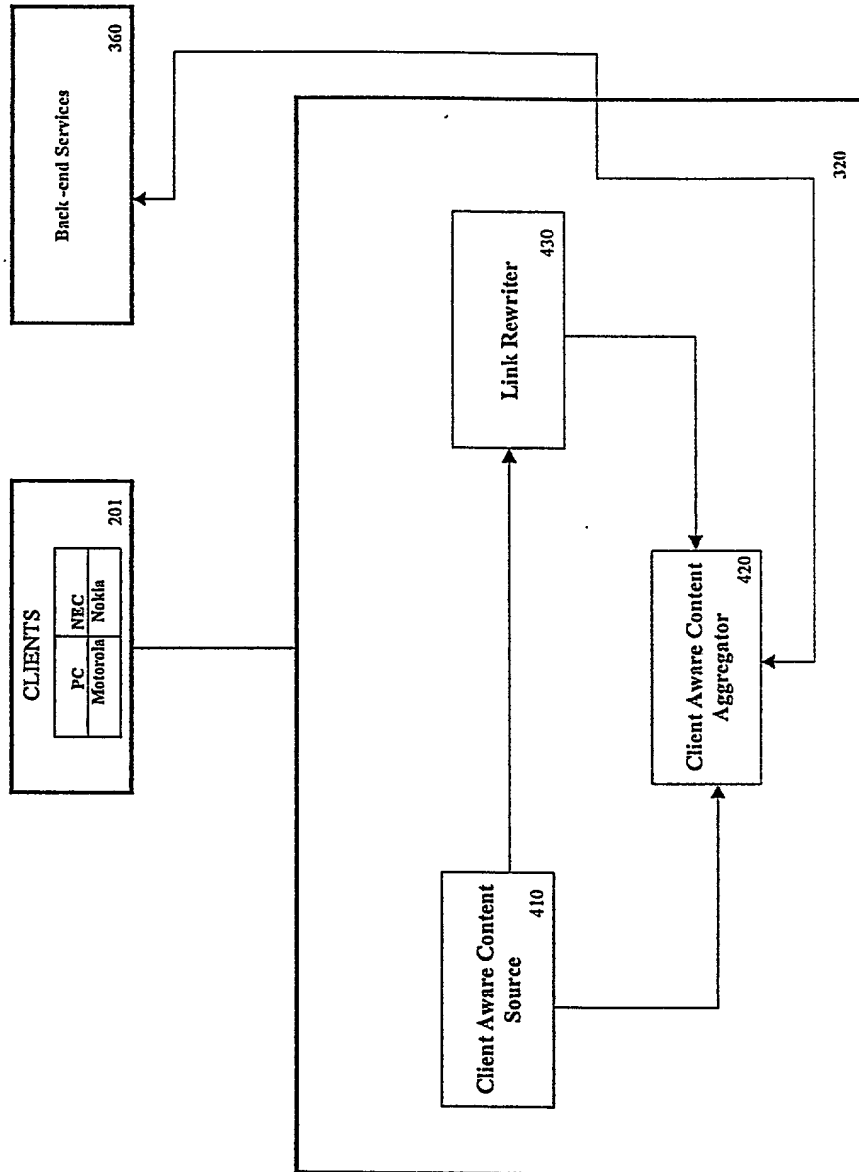 CLIENTS
PC NEC
Motorola Nokia
201
Back -end Services
360
Client Aware Content
Source
410
Link Rewriter
430
Client Aware Content
Aggregator
420
320